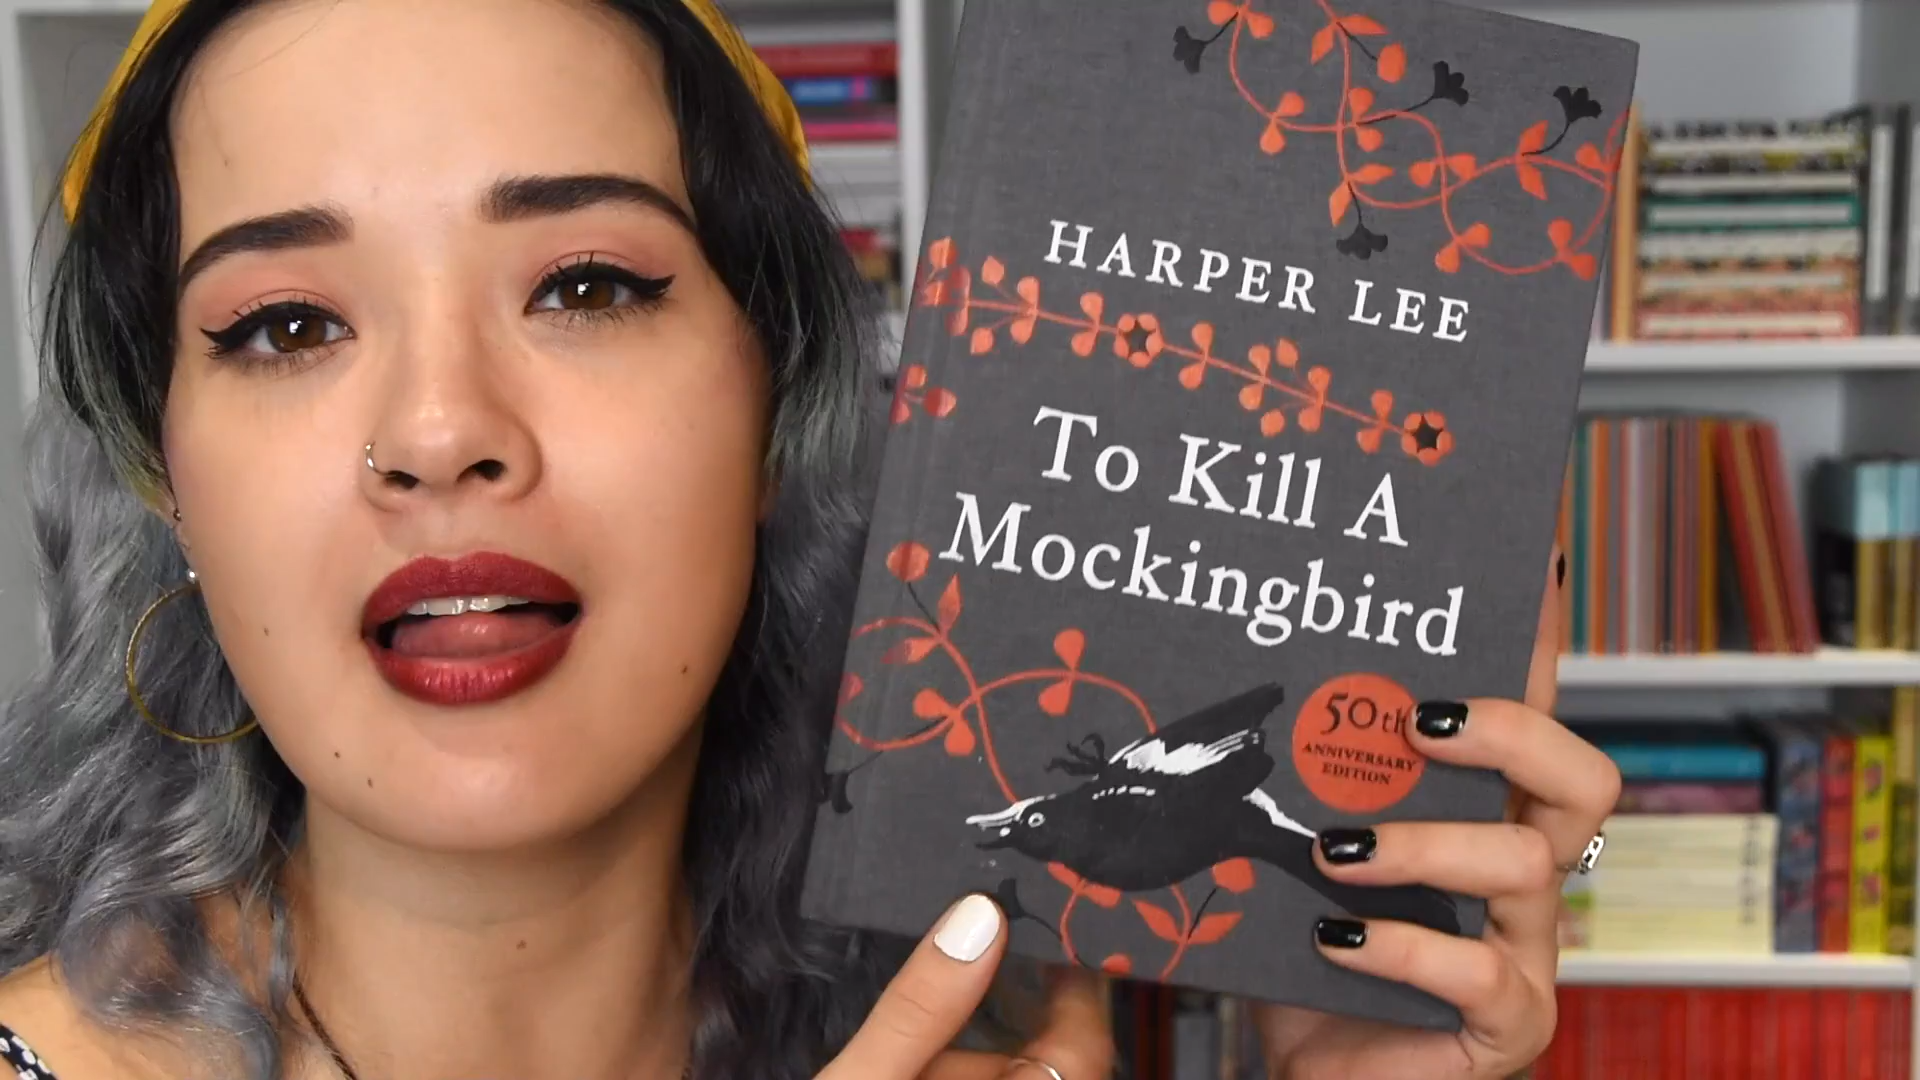 HARPER LEE
To Kill A
Mockingbird
50th
ANNIVERSARY
EDITION